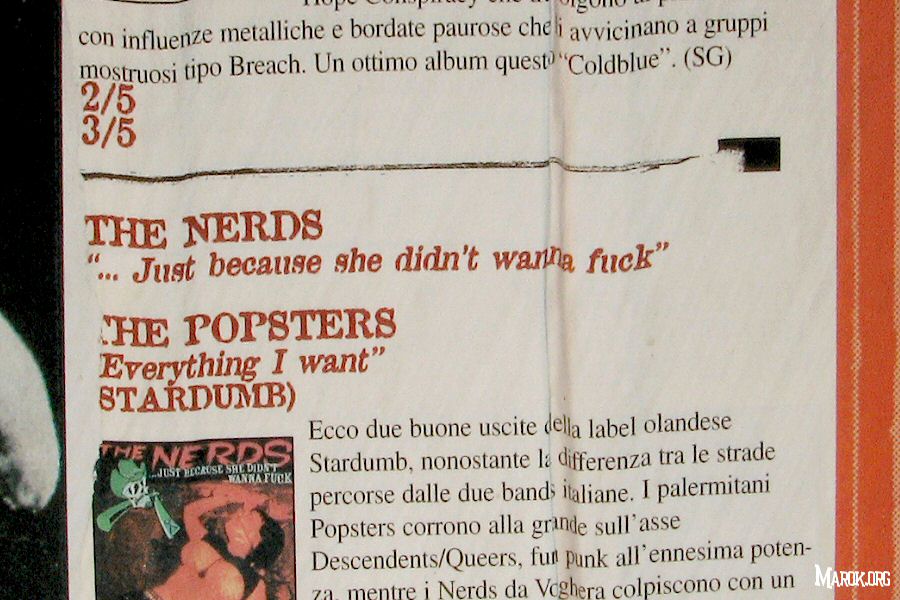 Hope Conspiracy che
con influenze metalliche e bordate paurose che i avvicinano a gruppi
mostruosi tipo Breach. Un ottimo album questo “Coldblue”. (SG)
2/5
3/5
THE NERDS
“... Just because she didn't wanna fuck”
THE POPSTERS
“Everything I want”
STARDUMB)
THE NERDS
...JUST BECAUSE SHE DIDN'T
WANNA FUCK
Ecco due buone uscite della label olandese
Stardumb, nonostante la differenza tra le strade
percorse dalle due bands italiane. I palermitani
Popsters corrono alla grande sull'asse
Descendents/Queers, fun punk all'ennesima poten-
za, mentre i Nerds da Voghera colpiscono con un
Marok.org